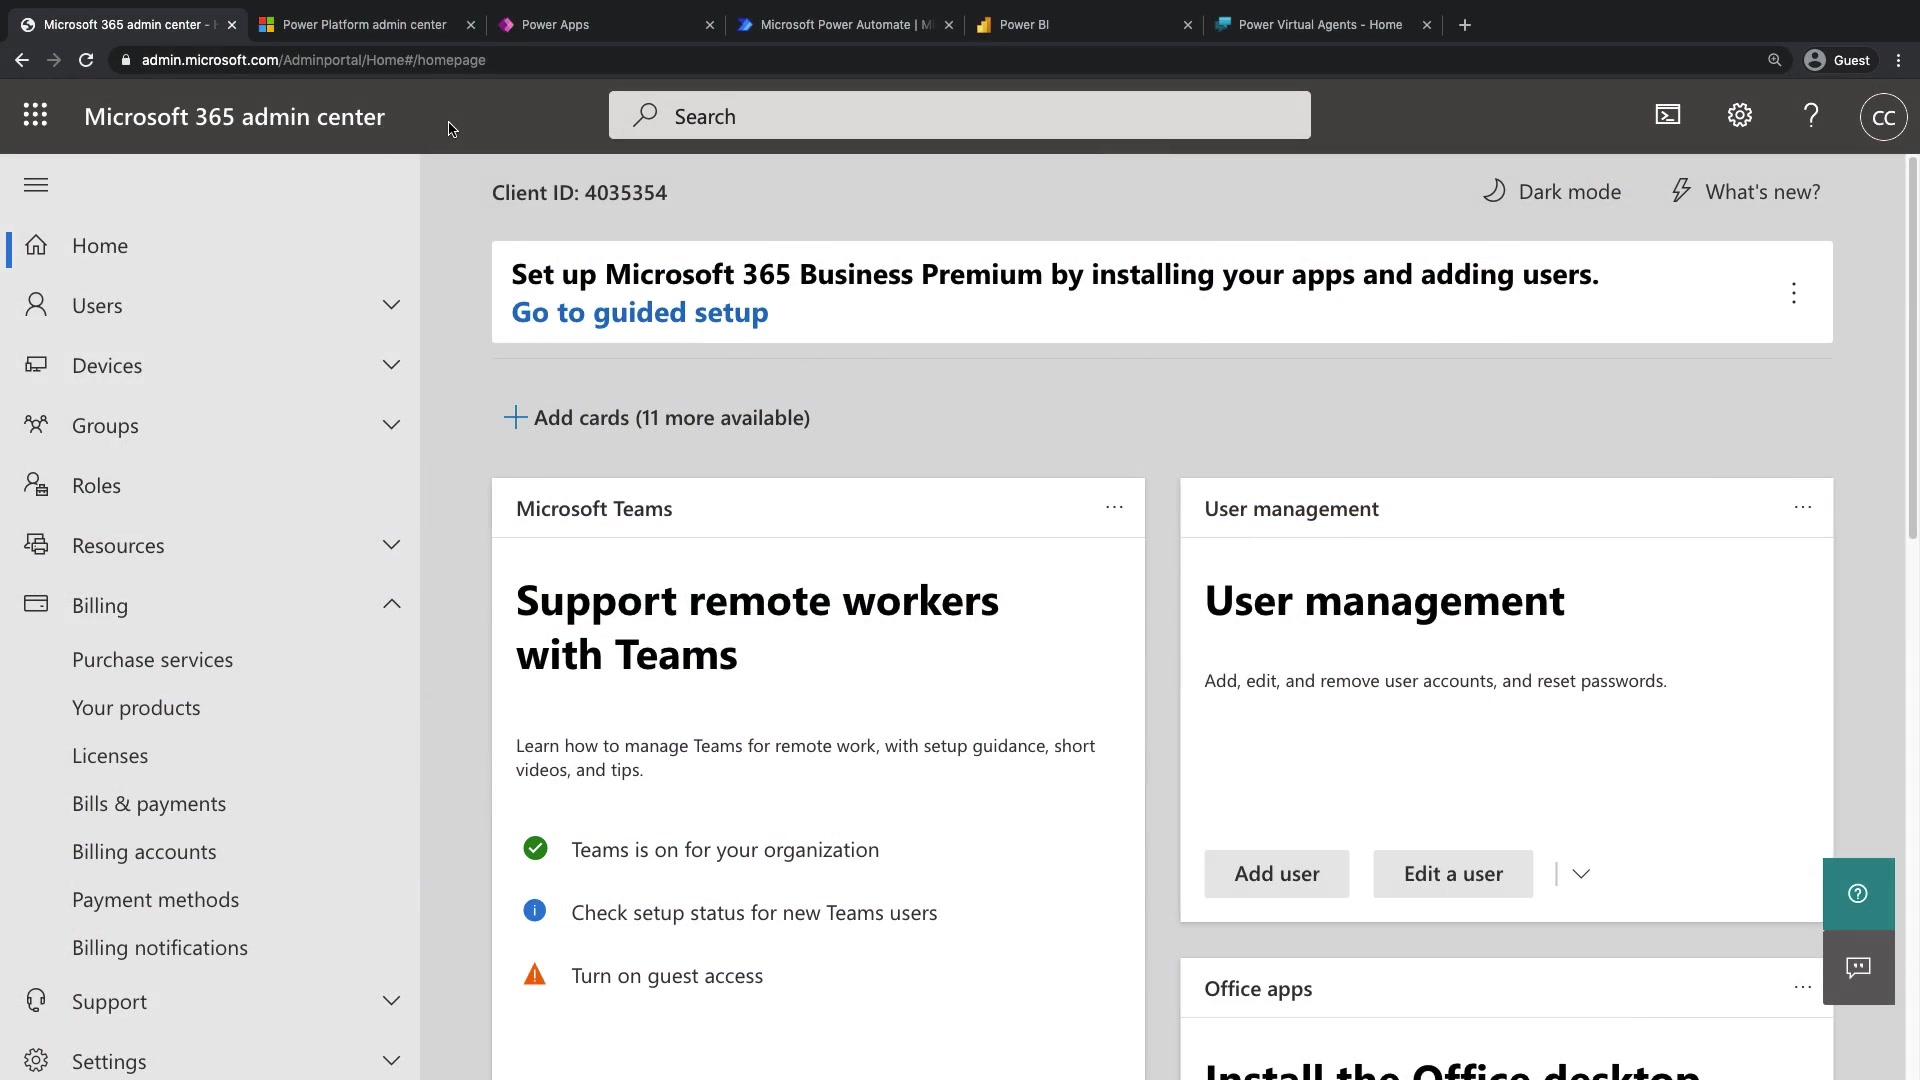 Microsoft 365 admin center -
Power Platform admin center
Power Apps
Microsoft Power Automate |
Power BI
Power Virtual Agents - Home
admin.microsoft.com/Adminportal/Home#/homepage
Guest
Microsoft 365 admin center
Search
CC
Client ID: 4035354
Dark mode
What's new?
Home
Users
Devices
Groups
Roles
Resources
Billing
Purchase services
Your products
Licenses
Bills & payments
Billing accounts
Payment methods
Billing notifications
Support
Settings
Set up Microsoft 365 Business Premium by installing your apps and adding users.
Go to guided setup
Add cards (11 more available)
Microsoft Teams
Support remote workers
with Teams
Learn how to manage Teams for remote work, with setup guidance, short
videos, and tips.
Teams is on for your organization
Check setup status for new Teams users
Turn on guest access
User management
User management
Add, edit, and remove user accounts, and reset passwords.
Add user
Edit a user
Office apps
Install the Office desktop